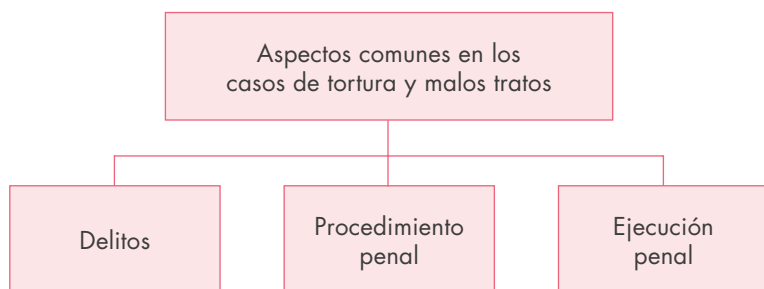 Aspectos comunes en los
casos de tortura y malos tratos
Delitos
Procedimiento
penal
Ejecución
penal